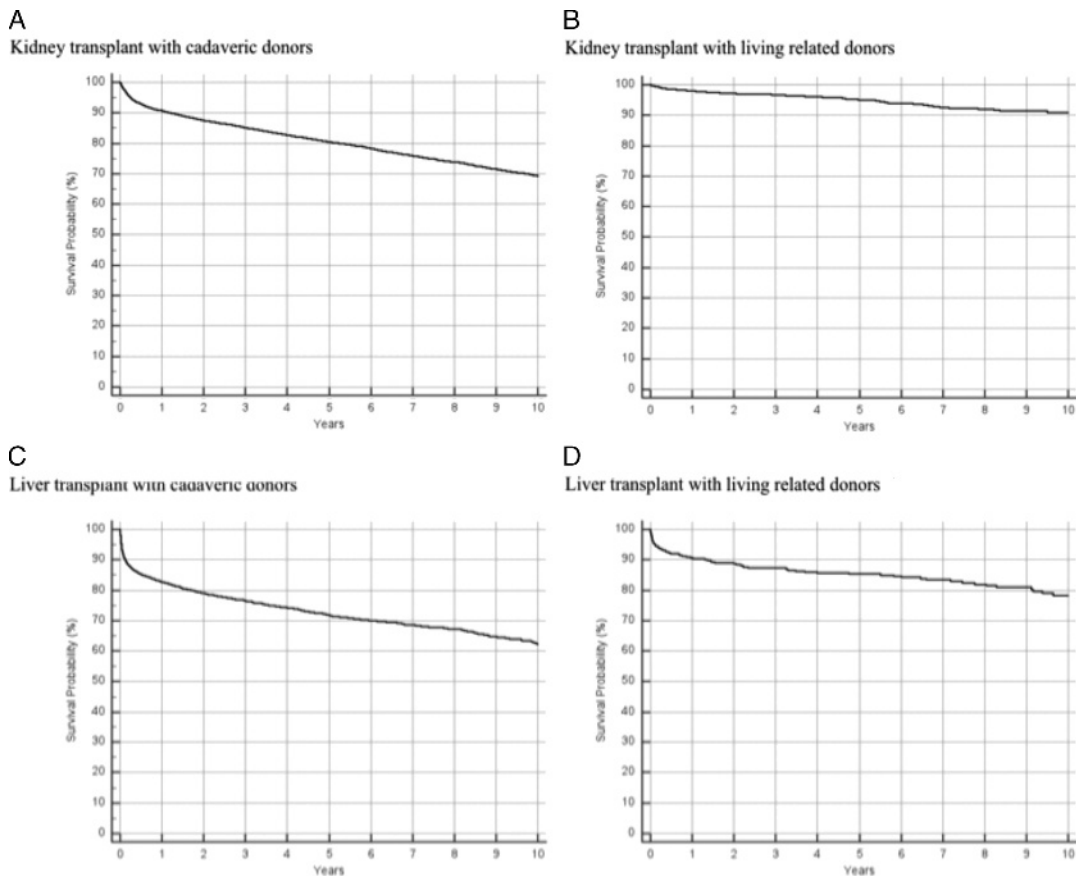 A
Kidney transplant with cadaveric donors
100
90
80
70
60
50
40
30
20
10
0
Survival Probability (%)
0 1 2 3 4 5 6 7 8 9 10
Years
B
Kidney transplant with living related donors
100
90
80
70
60
50
40
30
20
10
0
Survival Probability (%)
0 1 2 3 4 5 6 7 8 9 10
Years
C
Liver transplant with cadaveric donors
100
90
80
70
60
50
40
30
20
10
0
Survival Probability (%)
0 1 2 3 4 5 6 7 8 9 10
Years
D
Liver transplant with living related donors
100
90
80
70
60
50
40
30
20
10
0
Survival Probability (%)
0 1 2 3 4 5 6 7 8 9 10
Years